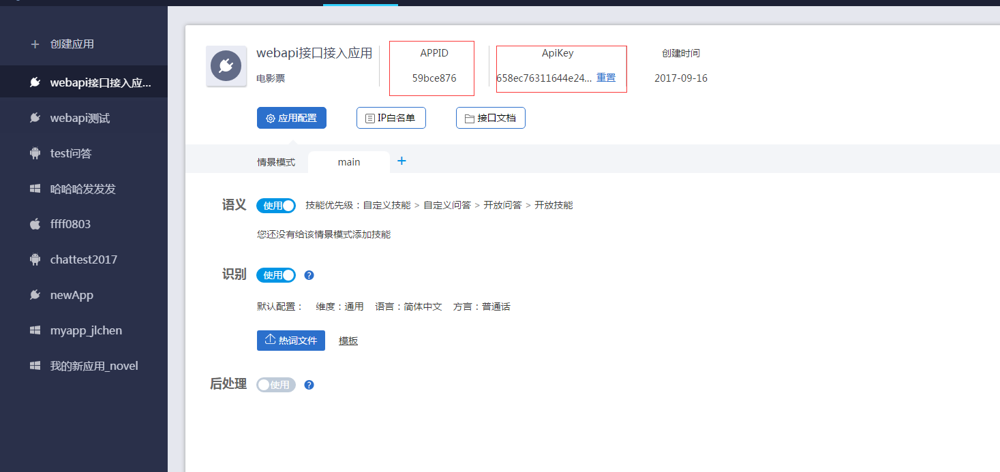 创建应用
webapi接口接入应...
webapi测试
test问答
哈哈哈发发发
ffff0803
chattest2017
newApp
myapp_jlchen
我的新应用_novel
webapi接口接入应用
电影票
APPID
59bce876
ApiKey
658ec76311644e24... 重置
创建时间
2017-09-16
应用配置
IP白名单
接口文档
情景模式 main +
语义 使用 技能优先级：自定义技能 > 自定义问答 > 开放问答 > 开放技能
您还没有给该情景模式添加技能
识别 使用 ?
默认配置： 维度：通用 语言：简体中文 方言：普通话
热词文件 模板
后处理 使用 ?